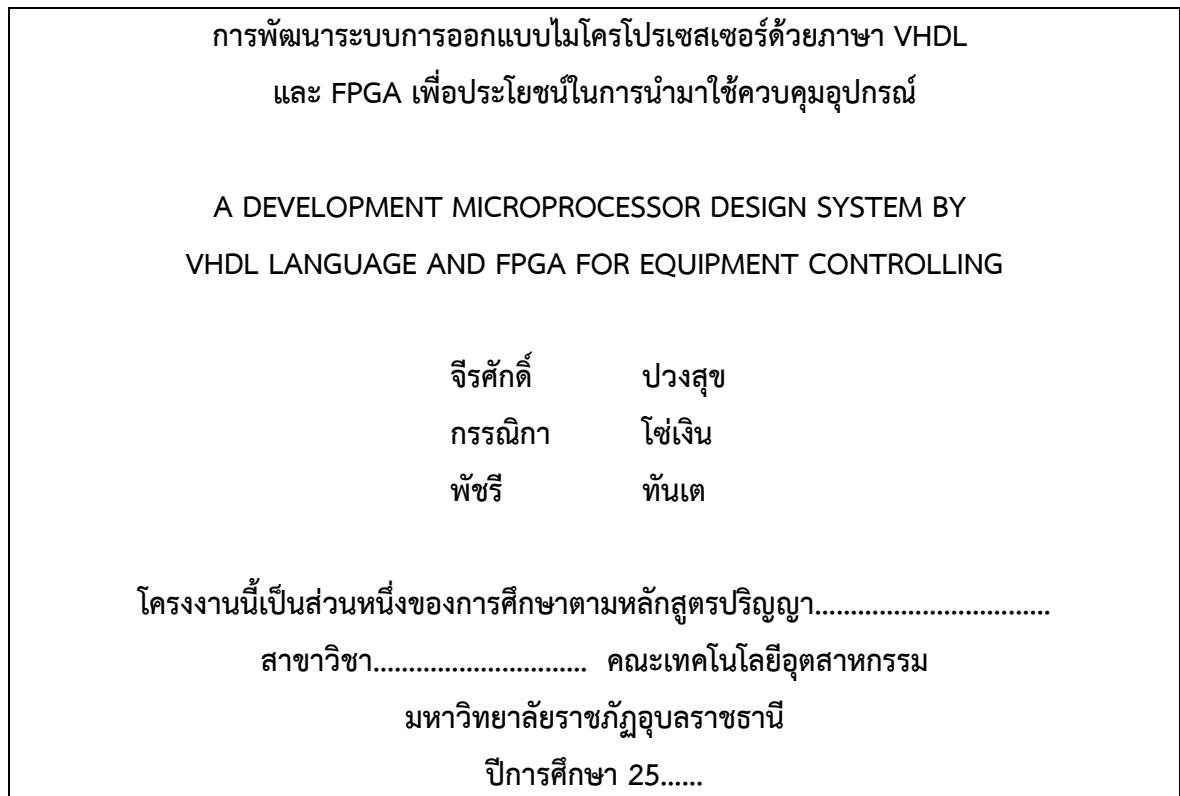 การพัฒนาระบบการออกแบบไมโครโปรเซสเซอร์ด้วยภาษา VHDL
และ FPGA เพื่อประโยชน์ในการนำมาใช้ควบคุมอุปกรณ์
A DEVELOPMENT MICROPROCESSOR DESIGN SYSTEM BY
VHDL LANGUAGE AND FPGA FOR EQUIPMENT CONTROLLING
จีรศักดิ์ ปวงสุข
กรรณิกา โซ่เงิน
พัชรี ทันเต
โครงงานนี้เป็นส่วนหนึ่งของการศึกษาตามหลักสูตรปริญญา.................................
สาขาวิชา.............................. คณะเทคโนโลยีอุตสาหกรรม
มหาวิทยาลัยราชภัฏอุบลราชธานี
ปีการศึกษา 25......